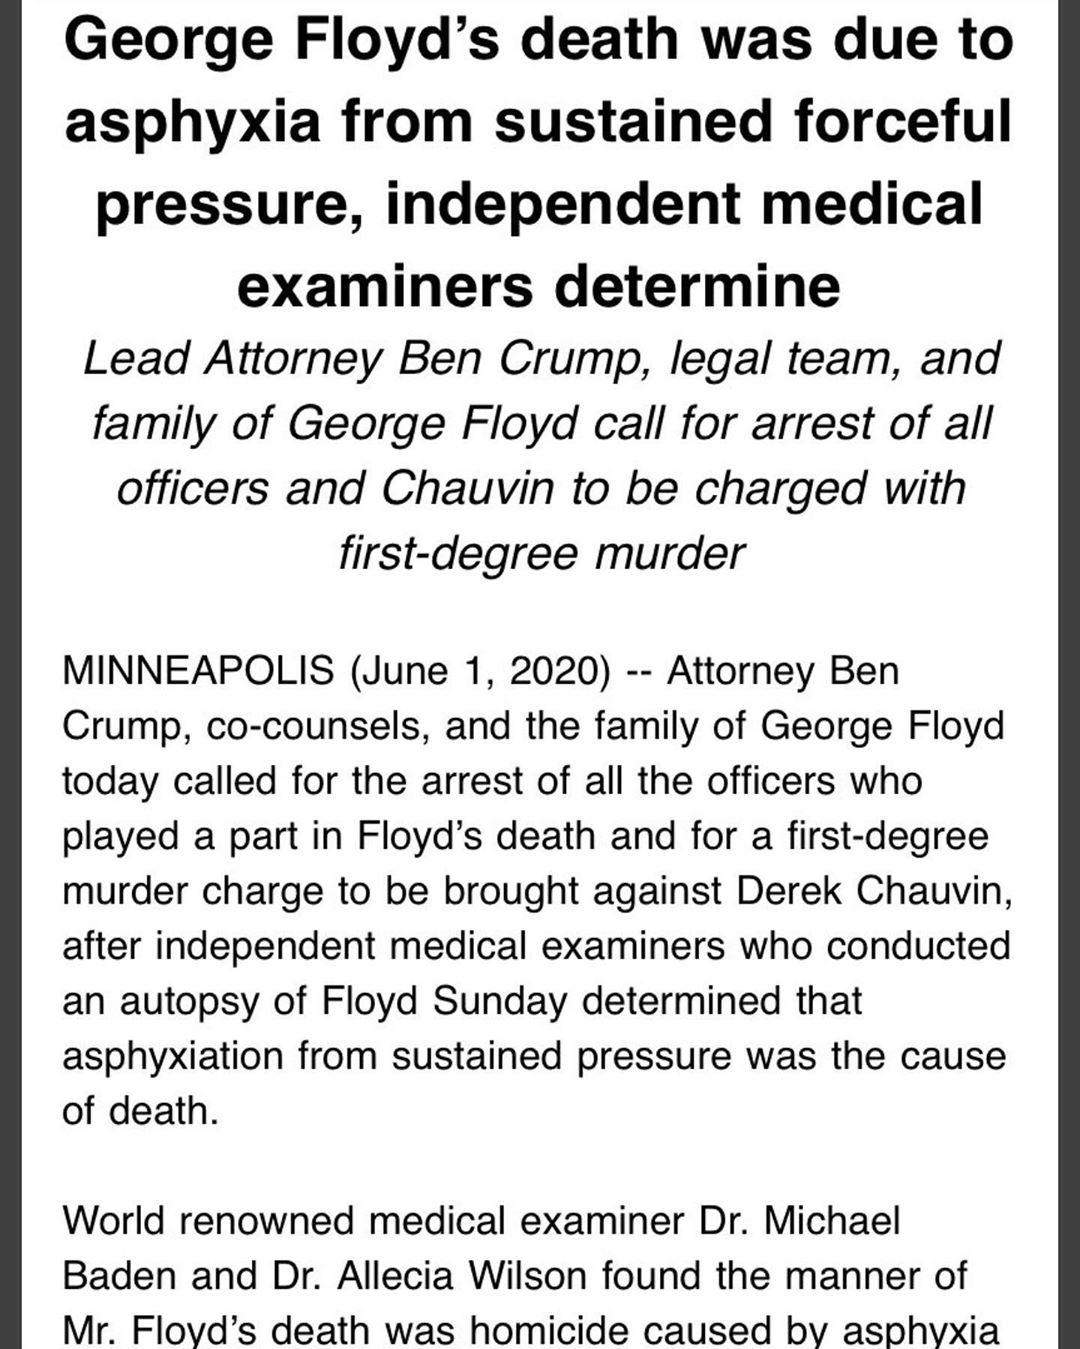 George Floyd’s death was due to
asphyxia from sustained forceful
pressure, independent medical
examiners determine
Lead Attorney Ben Crump, legal team, and
family of George Floyd call for arrest of all
officers and Chauvin to be charged with
first-degree murder
MINNEAPOLIS (June 1, 2020) -- Attorney Ben
Crump, co-counsels, and the family of George Floyd
today called for the arrest of all the officers who
played a part in Floyd’s death and for a first-degree
murder charge to be brought against Derek Chauvin,
after independent medical examiners who conducted
an autopsy of Floyd Sunday determined that
asphyxiation from sustained pressure was the cause
of death.
World renowned medical examiner Dr. Michael
Baden and Dr. Allecia Wilson found the manner of
Mr. Floyd’s death was homicide caused by asphyxia